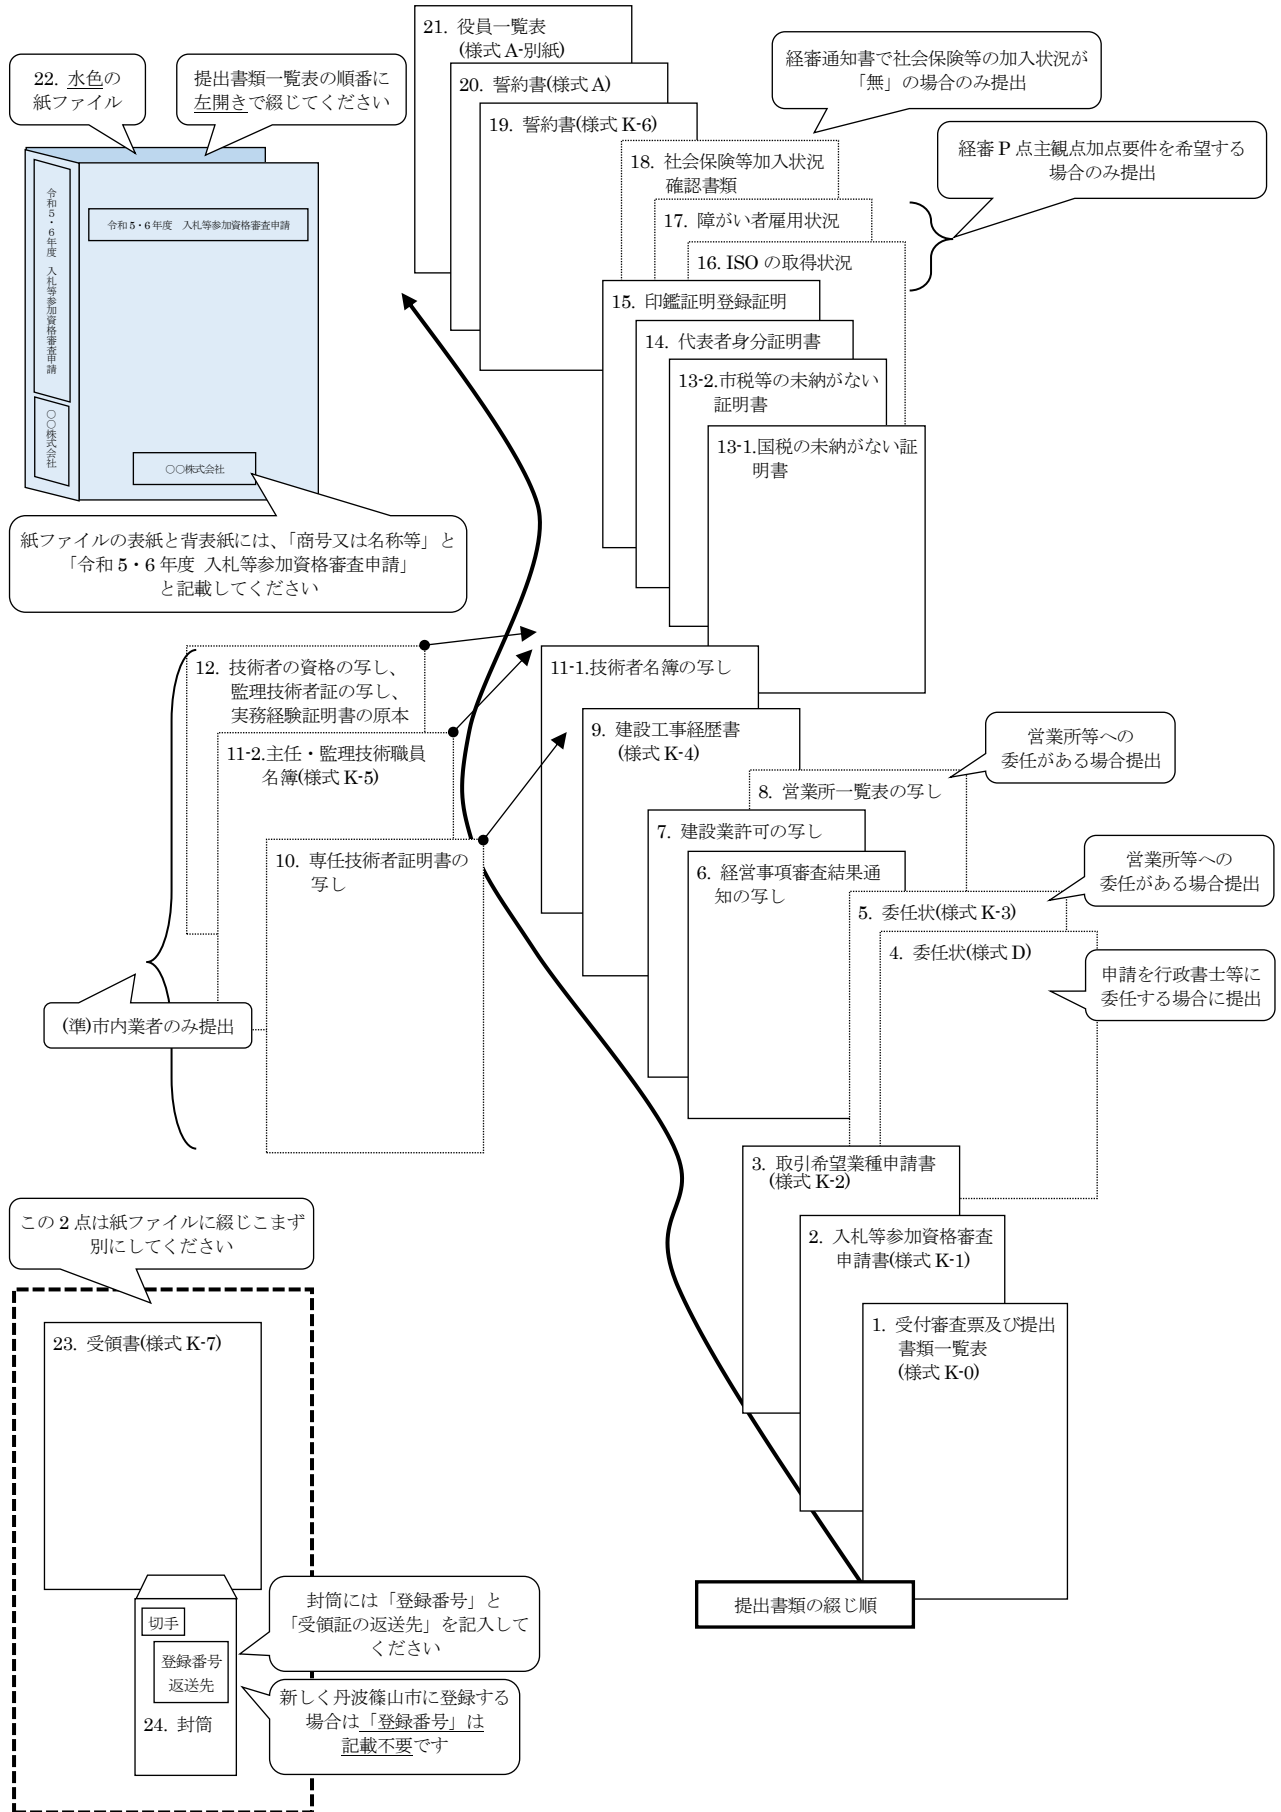 21. 役員一覧表
(様式 A-別紙)
20. 誓約書(様式 A)
19. 誓約書(様式 K-6)
経審通知書で社会保険等の加入状況が
「無」の場合のみ提出
18. 社会保険等加入状況
確認書類
経審 P 点主観点加点要件を希望する
場合のみ提出
17. 障がい者雇用状況
16. ISO の取得状況
15. 印鑑証明登録証明
14. 代表者身分証明書
13-2.市税等の未納がない
証明書
13-1.国税の未納がない証
明書
22. 水色の
紙ファイル
提出書類一覧表の順番に
左開きで綴じてください
令和5・6年度 入札等参加資格審査申請
○○株式会社
令和 5・6 年度 入札等参加資格審査申請
○○株式会社
紙ファイルの表紙と背表紙には、「商号又は名称等」と
「令和 5・6 年度 入札等参加資格審査申請」
と記載してください
12. 技術者の資格の写し、
監理技術者証の写し、
実務経験証明書の原本
11-2.主任・監理技術職員
名簿(様式 K-5)
10. 専任技術者証明書の
写し
(準)市内業者のみ提出
11-1.技術者名簿の写し
9. 建設工事経歴書
(様式 K-4)
営業所等への
委任がある場合提出
8. 営業所一覧表の写し
7. 建設業許可の写し
6. 経営事項審査結果通
知の写し
営業所等への
委任がある場合提出
5. 委任状(様式 K-3)
4. 委任状(様式 D)
申請を行政書士等に
委任する場合に提出
3. 取引希望業種申請書
(様式 K-2)
2. 入札等参加資格審査
申請書(様式 K-1)
1. 受付審査票及び提出
書類一覧表
(様式 K-0)
提出書類の綴じ順
この 2 点は紙ファイルに綴じこまず
別にしてください
23. 受領書(様式 K-7)
切手
登録番号
返送先
24. 封筒
封筒には「登録番号」と
「受領証の返送先」を記入して
ください
新しく丹波篠山市に登録する
場合は「登録番号」は
記載不要です